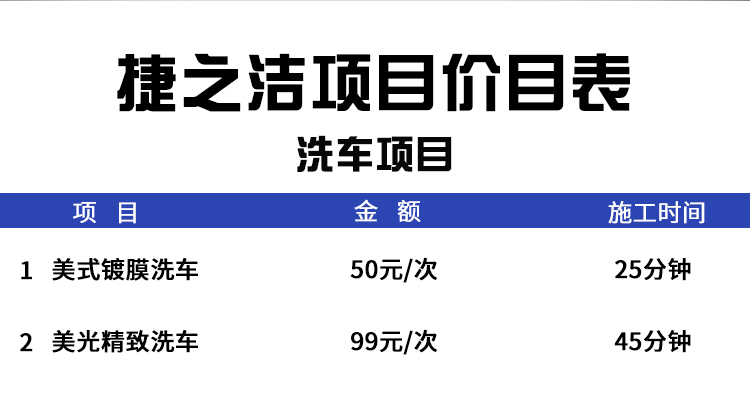 捷之洁项目价目表
洗车项目
项 目 金 额 施工时间
1 美式镀膜洗车 50元/次 25分钟
2 美光精致洗车 99元/次 45分钟